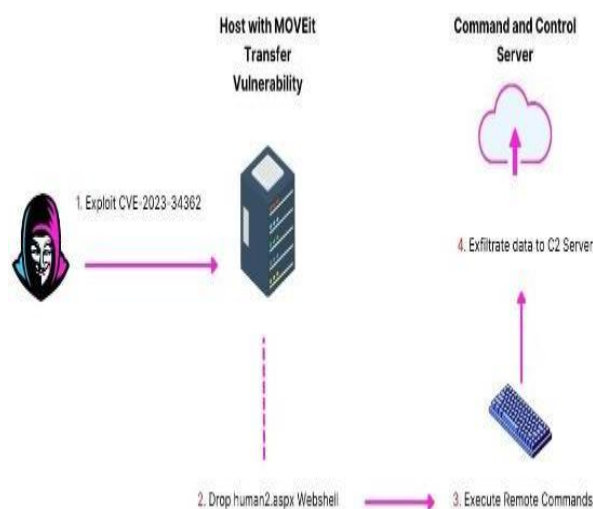 Host with MOVEit
Transfer
Vulnerability
Command and Control
Server
1. Exploit CVE-2023-34362
4. Exfiltrate data to C2 Server
2. Drop human2.aspx Webshell
3. Execute Remote Commands